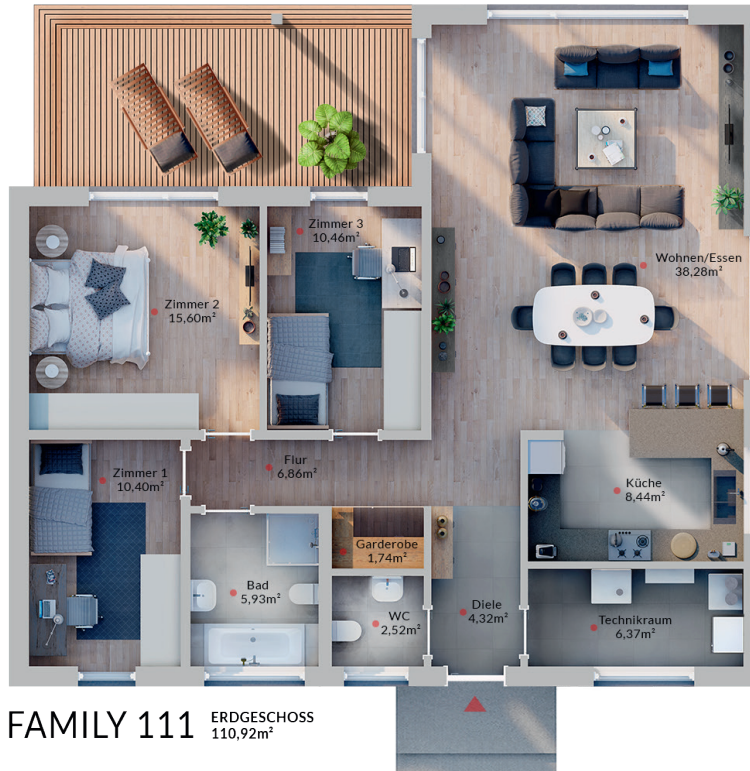 Zimmer 3
10,46m²
Wohnen/Essen
38,28m²
Zimmer 2
15,60m²
Zimmer 1
10,40m²
Flur
6,86m²
Küche
8,44m²
Garderobe
1,74m²
Bad
5,93m²
WC
2,52m²
Diele
4,32m²
Technikraum
6,37m²
FAMILY 111
ERDGESCHOSS
110,92m²